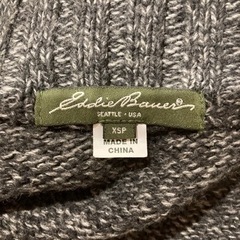 Eddie Bauer®
SEATTLE • USA
XSP
MADE IN
CHINA